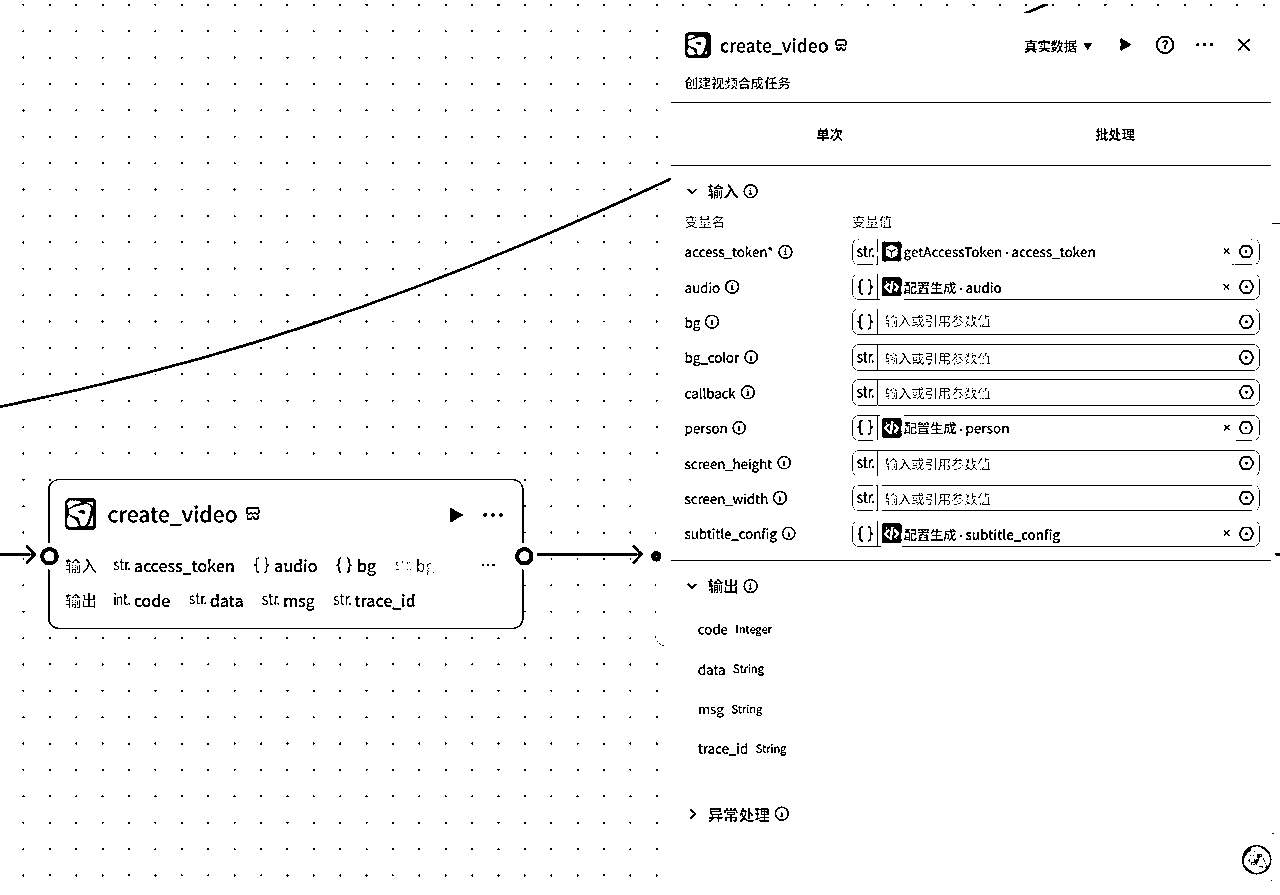 create_video
输入 str. access_token { } audio { } bg str. bg
输出 int. code str. data str. msg str. trace_id
create_video 真实数据
创建视频合成任务
单次 批处理
输入
变量名 变量值
access_token* str. getAccessToken · access_token
audio { } 配置生成 · audio
bg { } 输入或引用参数值
bg_color str. 输入或引用参数值
callback str. 输入或引用参数值
person { } 配置生成 · person
screen_height str. 输入或引用参数值
screen_width str. 输入或引用参数值
subtitle_config { } 配置生成 · subtitle_config
输出
code Integer
data String
msg String
trace_id String
异常处理